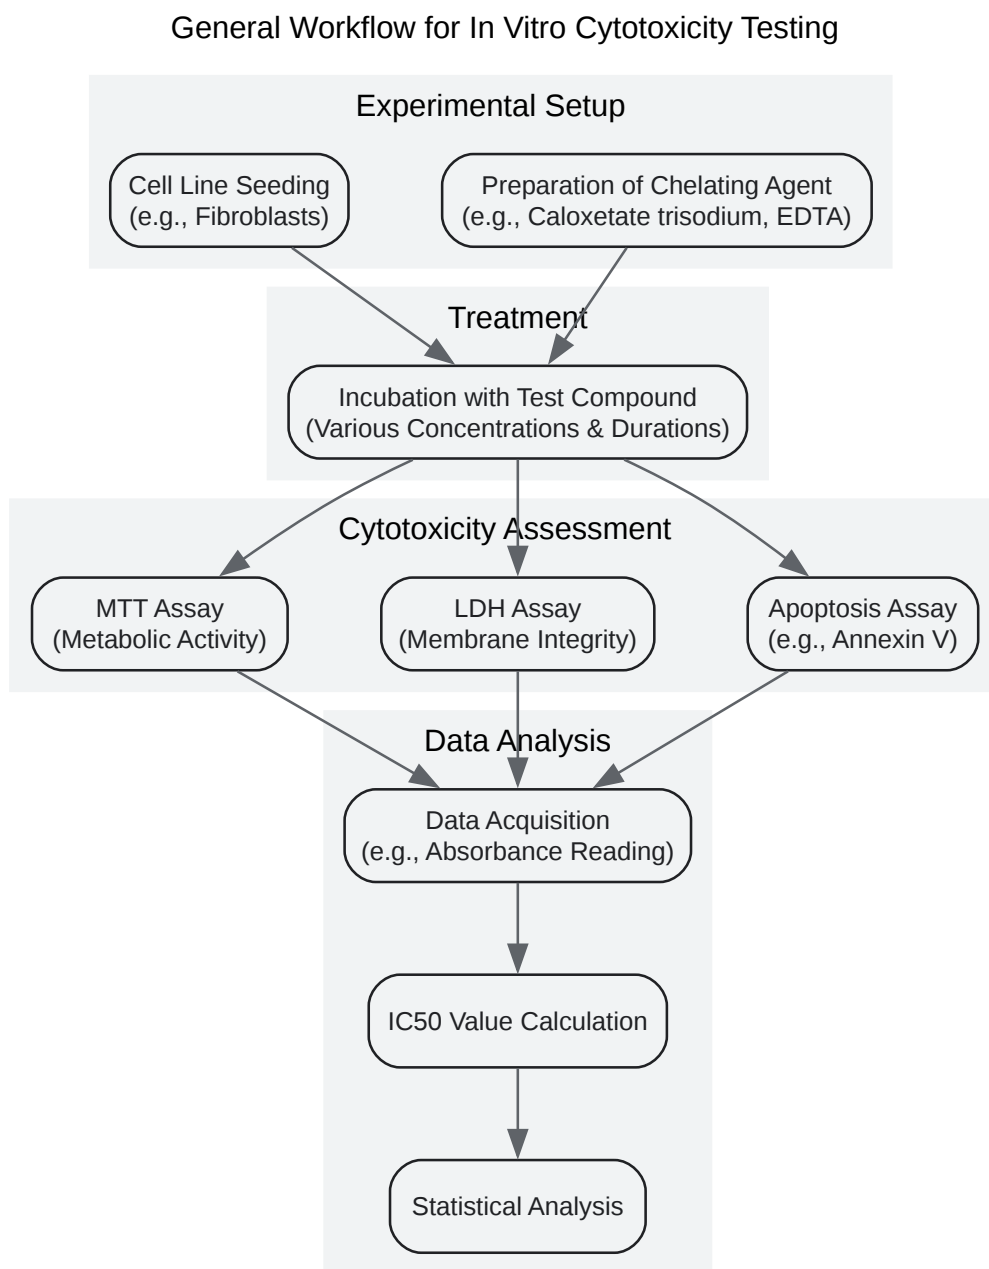 General Workflow for In Vitro Cytotoxicity Testing
Experimental Setup
Cell Line Seeding
(e.g., Fibroblasts)
Preparation of Chelating Agent
(e.g., Caloxetate trisodium, EDTA)
Treatment
Incubation with Test Compound
(Various Concentrations & Durations)
Cytotoxicity Assessment
MTT Assay
(Metabolic Activity)
LDH Assay
(Membrane Integrity)
Apoptosis Assay
(e.g., Annexin V)
Data Analysis
Data Acquisition
(e.g., Absorbance Reading)
IC50 Value Calculation
Statistical Analysis